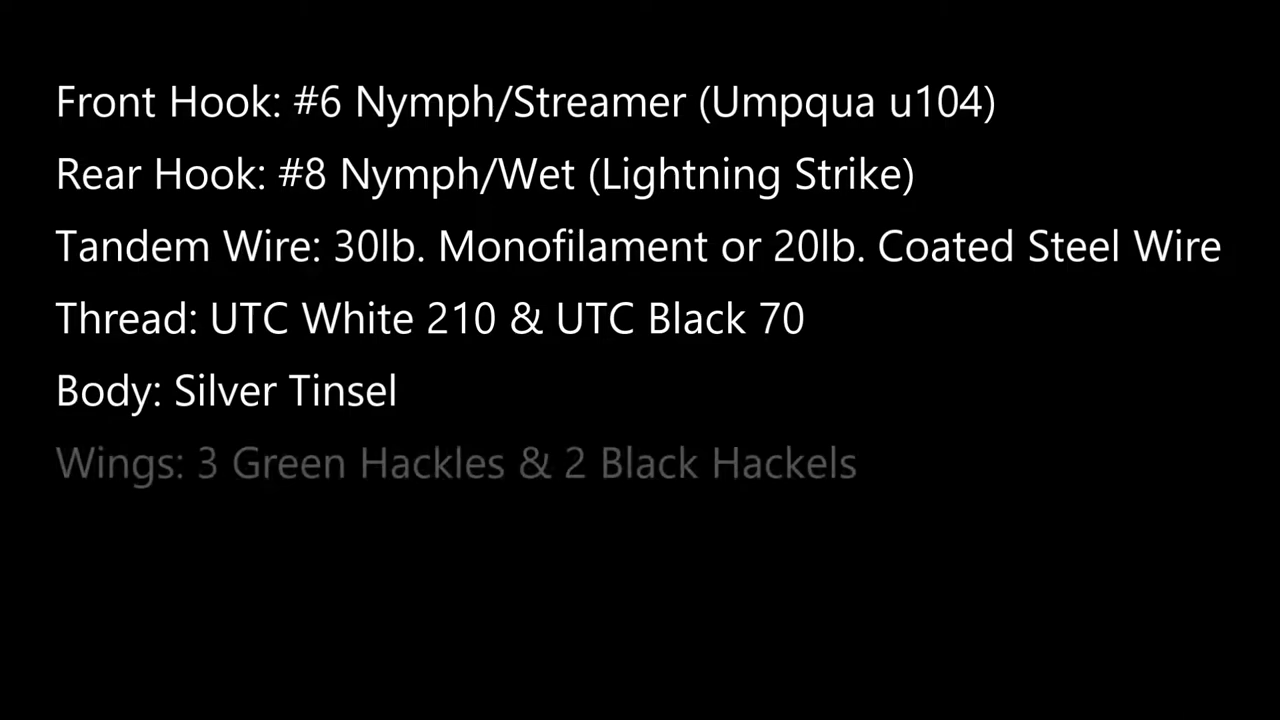 Front Hook: #6 Nymph/Streamer (Umpqua u104)
Rear Hook: #8 Nymph/Wet (Lightning Strike)
Tandem Wire: 30lb. Monofilament or 20lb. Coated Steel Wire
Thread: UTC White 210 & UTC Black 70
Body: Silver Tinsel
Wings: 3 Green Hackles & 2 Black Hackels